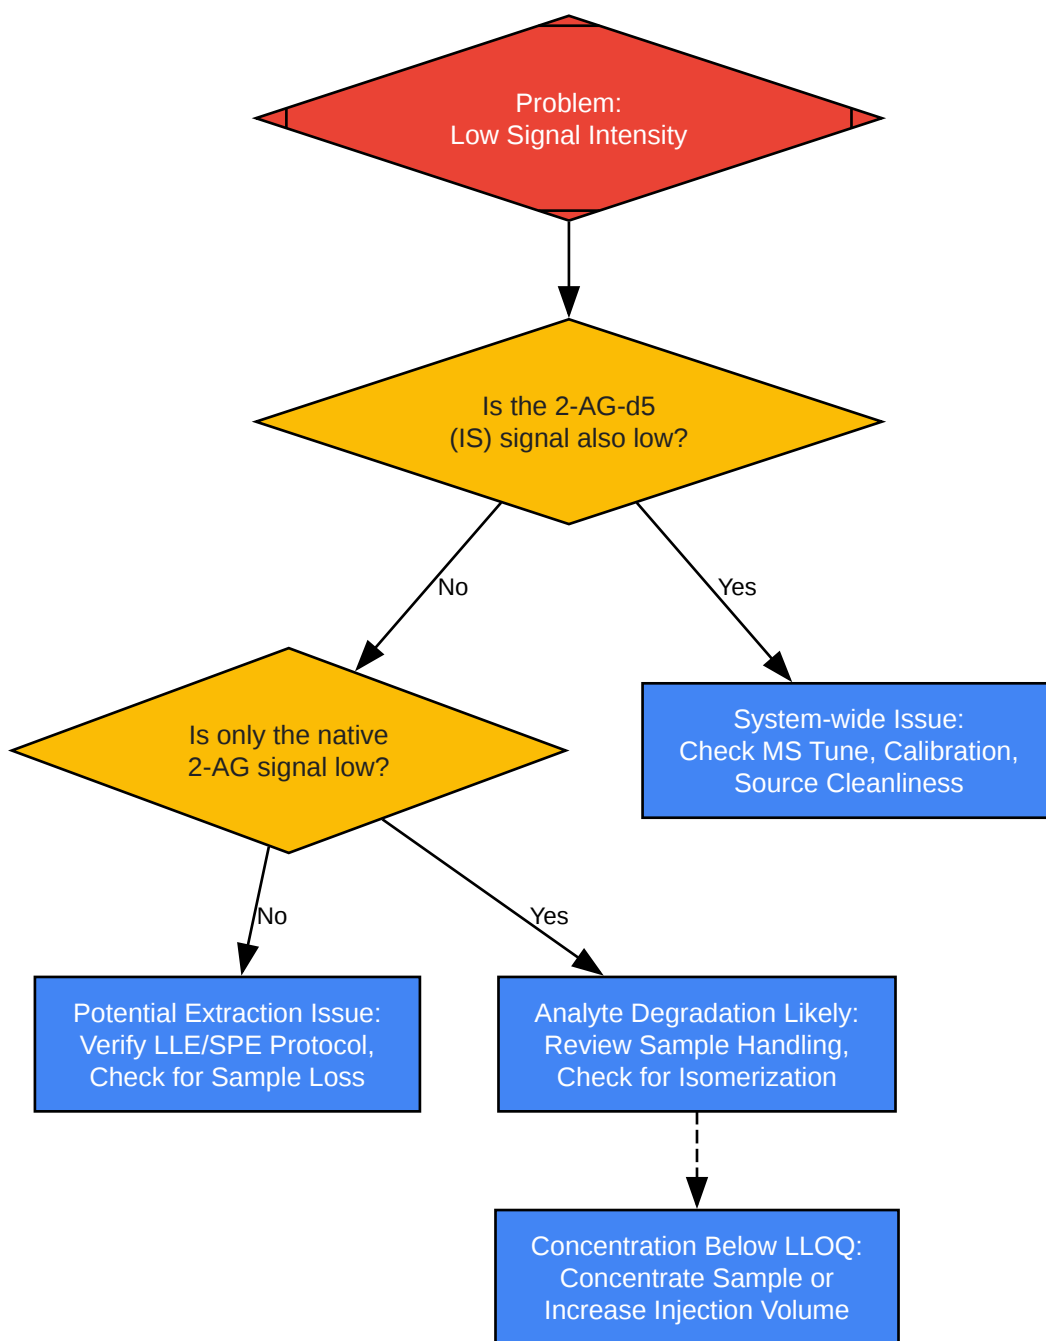 Problem:
Low Signal Intensity
Is the 2-AG-d5
(IS) signal also low?
No
Yes
Is only the native
2-AG signal low?
System-wide Issue:
Check MS Tune, Calibration,
Source Cleanliness
No
Yes
Potential Extraction Issue:
Verify LLE/SPE Protocol,
Check for Sample Loss
Analyte Degradation Likely:
Review Sample Handling,
Check for Isomerization
Concentration Below LLOQ:
Concentrate Sample or
Increase Injection Volume